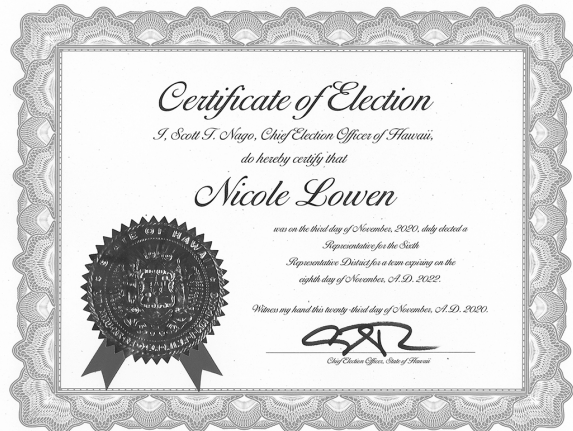 Certificate of Election
I, Scott T. Nago, Chief Election Officer of Hawaii,
do hereby certify that
Nicole Lowen
was on the third day of November, 2020, duly elected a
Representative for the Sixth
Representative District for a term expiring on the
eighth day of November, A.D. 2022.
Witness my hand this twenty-third day of November, A.D. 2020.
Chief Election Officer, State of Hawaii
STATE OF HAWAII